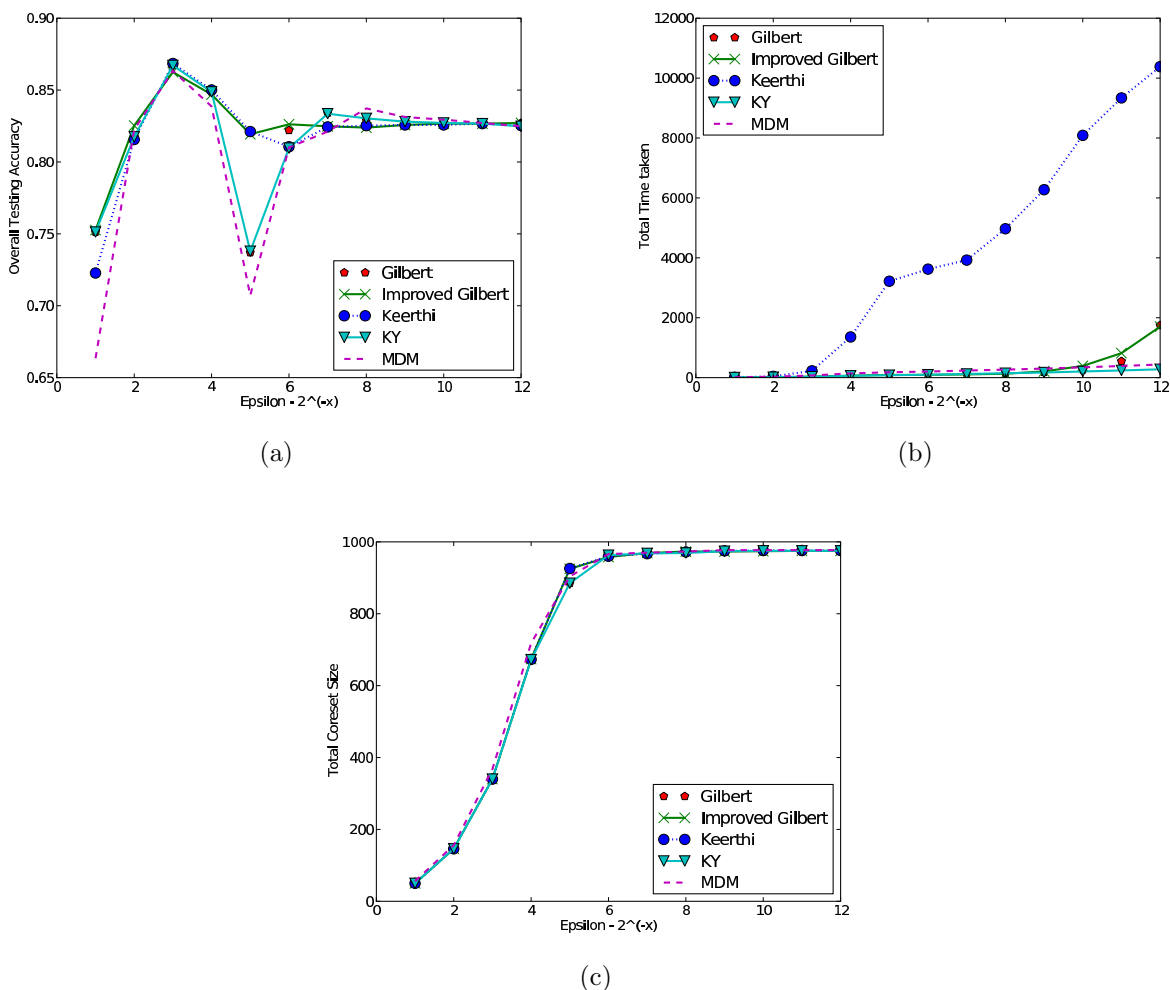 0.90
0.85
0.80
0.75
0.70
0.65
Overall Testing Accuracy
0 2 4 6 8 10 12
Epsilon - 2^(-x)
Gilbert
Improved Gilbert
Keerthi
KY
MDM
(a)
12000
10000
8000
6000
4000
2000
0
Total Time taken
0 2 4 6 8 10 12
Epsilon - 2^(-x)
Gilbert
Improved Gilbert
Keerthi
KY
MDM
(b)
1000
800
600
400
200
0
Total Coreset Size
0 2 4 6 8 10 12
Epsilon - 2^(-x)
Gilbert
Improved Gilbert
Keerthi
KY
MDM
(c)